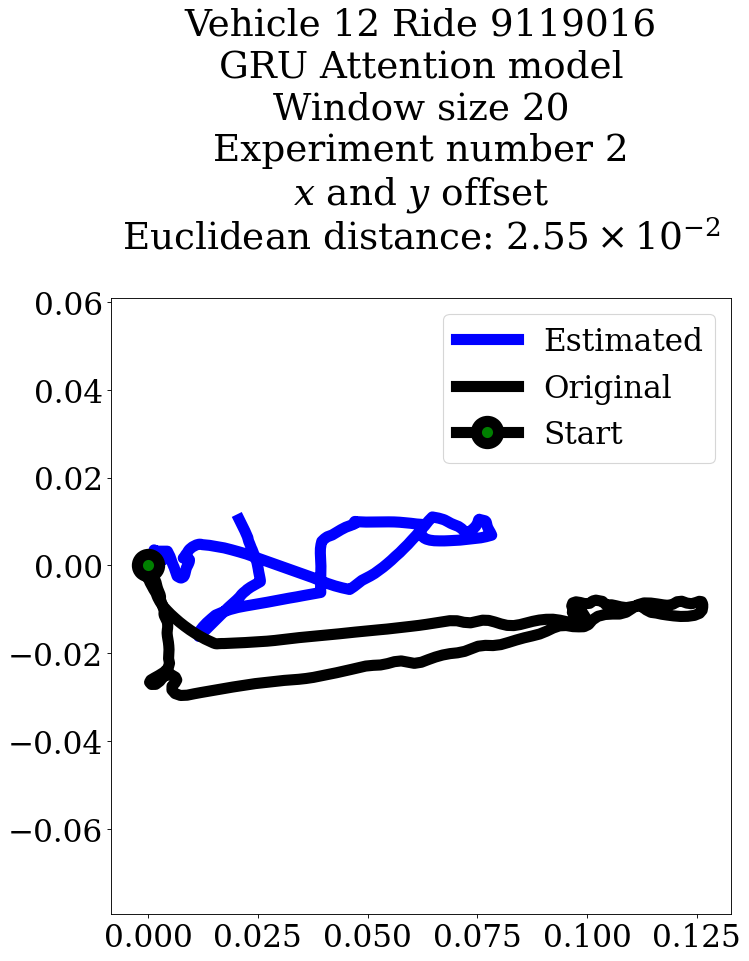 Vehicle 12 Ride 9119016
GRU Attention model
Window size 20
Experiment number 2
x and y offset
Euclidean distance: 2.55 × 10⁻²
Estimated
Original
Start
0.06
0.04
0.02
0.00
−0.02
−0.04
−0.06
0.000 0.025 0.050 0.075 0.100 0.125